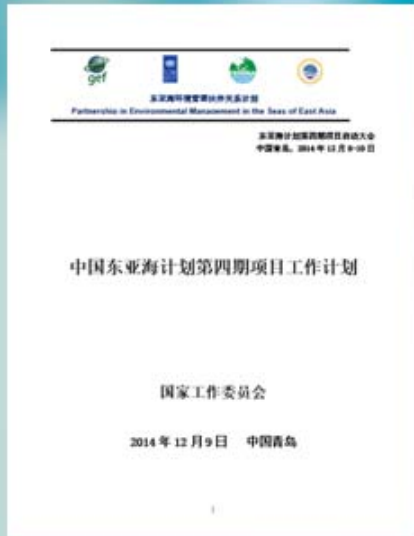 gef
东亚海环境管理伙伴关系计划
Partnership in Environmental Management in the Seas of East Asia
东亚海计划第四期项目启动大会
中国青岛，2014 年 12 月 9-10 日
中国东亚海计划第四期项目工作计划
国家工作委员会
2014 年 12 月 9 日 中国青岛
1